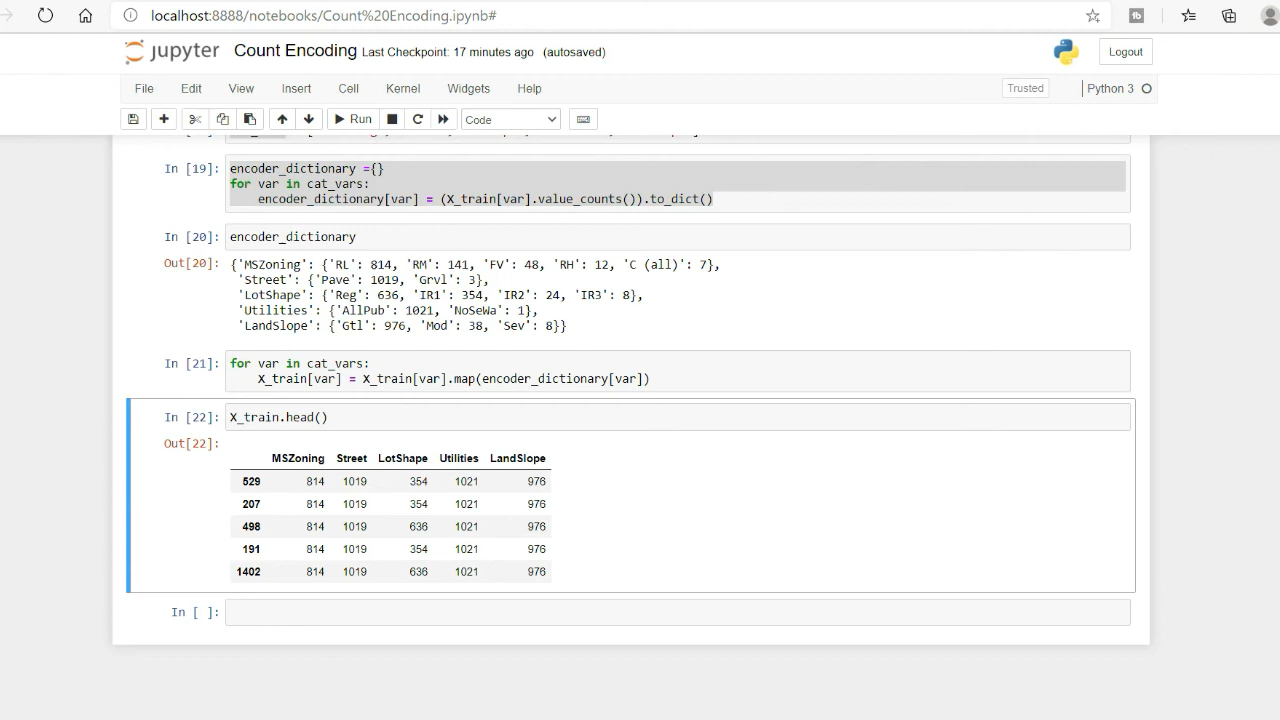 localhost:8888/notebooks/Count%20Encoding.ipynb#
jupyter Count Encoding Last Checkpoint: 17 minutes ago (autosaved)
Logout
File Edit View Insert Cell Kernel Widgets Help
Trusted
Python 3
Run
Code
In [19]: encoder_dictionary ={}
for var in cat_vars:
    encoder_dictionary[var] = (X_train[var].value_counts()).to_dict()
In [20]: encoder_dictionary
Out[20]: {'MSZoning': {'RL': 814, 'RM': 141, 'FV': 48, 'RH': 12, 'C (all)': 7},
 'Street': {'Pave': 1019, 'Grvl': 3},
 'LotShape': {'Reg': 636, 'IR1': 354, 'IR2': 24, 'IR3': 8},
 'Utilities': {'AllPub': 1021, 'NoSeWa': 1},
 'LandSlope': {'Gtl': 976, 'Mod': 38, 'Sev': 8}}
In [21]: for var in cat_vars:
    X_train[var] = X_train[var].map(encoder_dictionary[var])
In [22]: X_train.head()
Out[22]:
MSZoning Street LotShape Utilities LandSlope
529 814 1019 354 1021 976
207 814 1019 354 1021 976
498 814 1019 636 1021 976
191 814 1019 354 1021 976
1402 814 1019 636 1021 976
In [ ]: